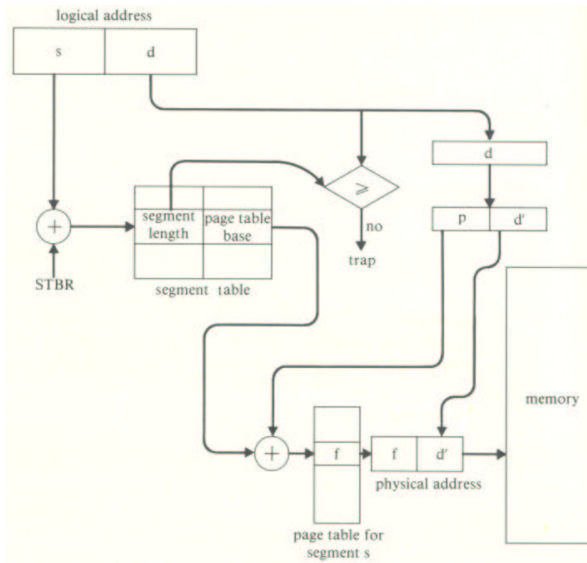 logical address
s d
d
≥
+
segment length
page table base
p d'
no
trap
STBR
segment table
memory
+
f
f d'
physical address
page table for
segment s